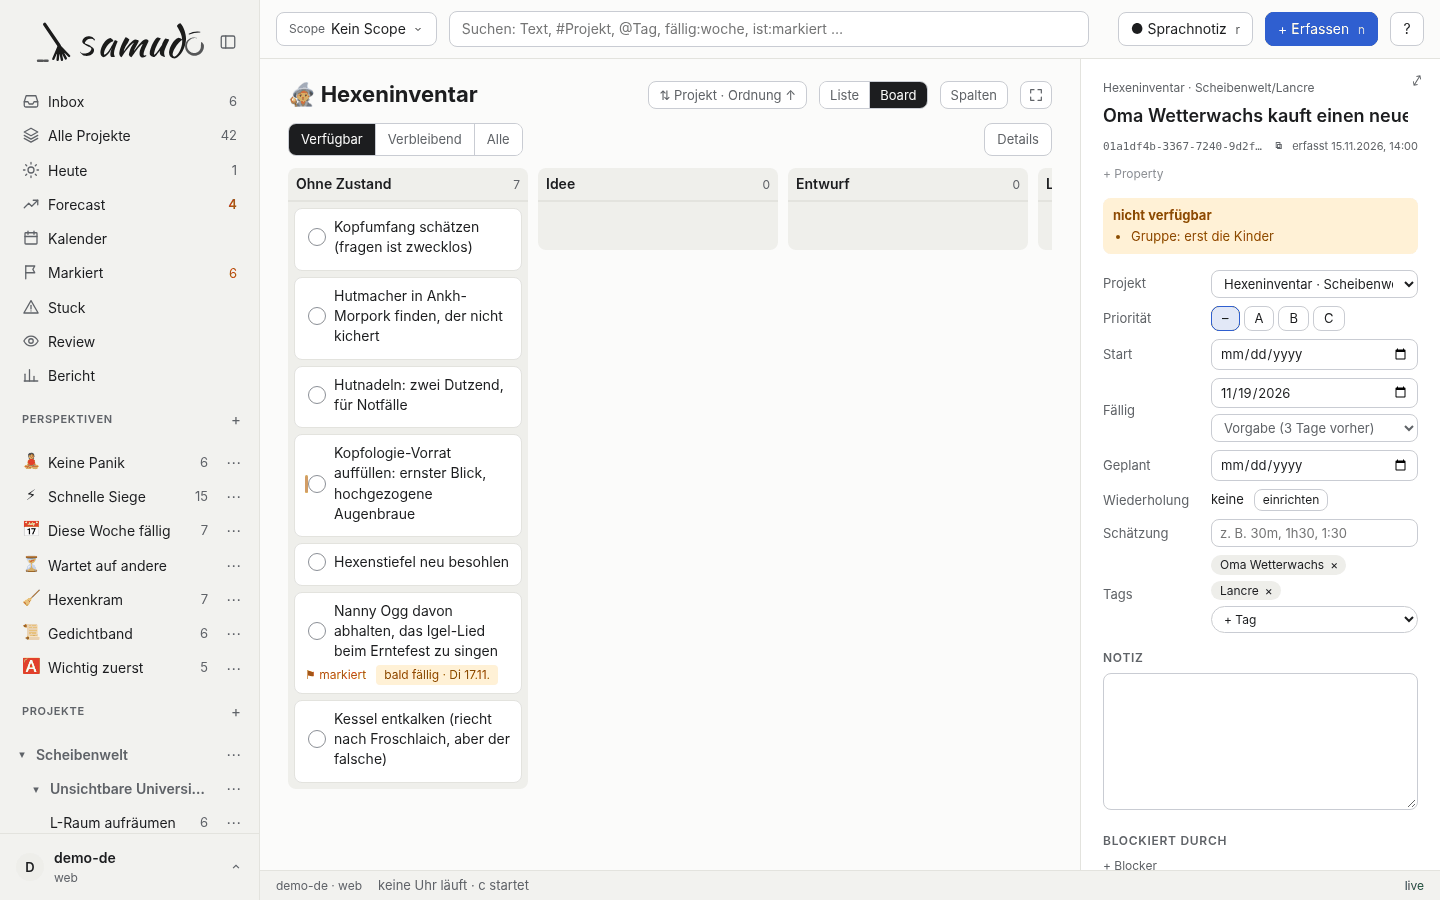 samudo
Inbox 6
Alle Projekte 42
Heute 1
Forecast 4
Kalender
Markiert 6
Stuck
Review
Bericht
PERSPEKTIVEN +
Keine Panik 6 ···
Schnelle Siege 15 ···
Diese Woche fällig 7 ···
Wartet auf andere ···
Hexenkram 7 ···
Gedichtband 6 ···
Wichtig zuerst 5 ···
PROJEKTE +
Scheibenwelt ···
Unsichtbare Universi... ···
L-Raum aufräumen 6 ···
D demo-de
web
Scope Kein Scope
Suchen: Text, #Projekt, @Tag, fällig:woche, ist:markiert ...
Sprachnotiz r
+ Erfassen n
?
Hexeninventar
⇅ Projekt · Ordnung ↑
Liste Board
Spalten
Verfügbar Verbleibend Alle
Details
Ohne Zustand 7
Kopfumfang schätzen
(fragen ist zwecklos)
Hutmacher in Ankh-
Morpork finden, der nicht
kichert
Hutnadeln: zwei Dutzend,
für Notfälle
Kopfologie-Vorrat
auffüllen: ernster Blick,
hochgezogene
Augenbraue
Hexenstiefel neu besohlen
Nanny Ogg davon
abhalten, das Igel-Lied
beim Erntefest zu singen
⚑ markiert bald fällig · Di 17.11.
Kessel entkalken (riecht
nach Froschlaich, aber der
falsche)
Idee 0
Entwurf 0
L
Hexeninventar · Scheibenwelt/Lancre
Oma Wetterwachs kauft einen neue
01a1df4b-3367-7240-9d2f… erfasst 15.11.2026, 14:00
+ Property
nicht verfügbar
• Gruppe: erst die Kinder
Projekt Hexeninventar · Scheibenwe
Priorität – A B C
Start mm/dd/yyyy
Fällig 11/19/2026
Vorgabe (3 Tage vorher)
Geplant mm/dd/yyyy
Wiederholung keine einrichten
Schätzung z. B. 30m, 1h30, 1:30
Tags Oma Wetterwachs ×
Lancre ×
+ Tag
NOTIZ
BLOCKIERT DURCH
+ Blocker
demo-de · web keine Uhr läuft · c startet
live